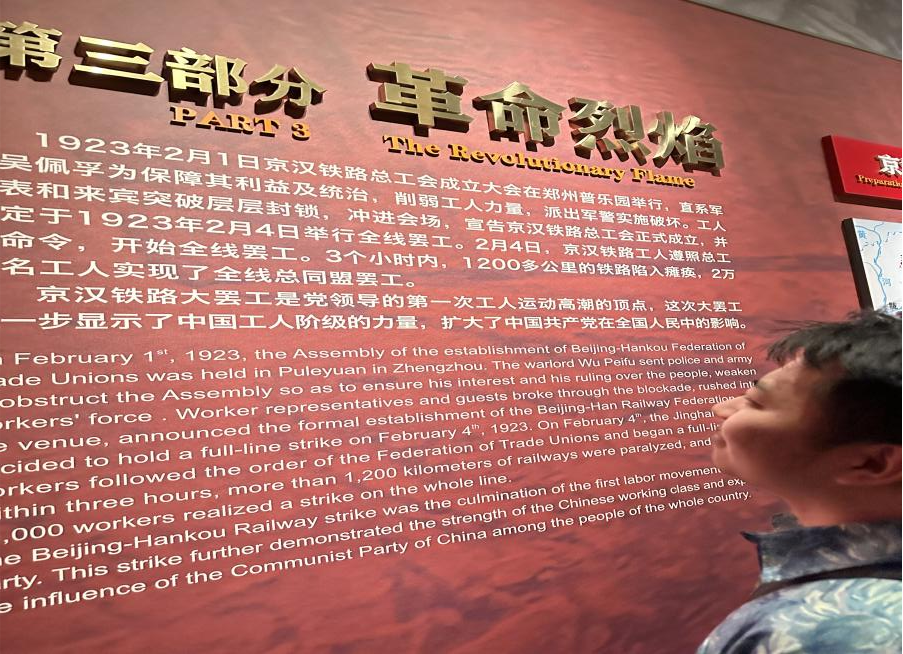 第三部分 革命烈焰
PART 3 The Revolutionary Flame
1923年2月1日京汉铁路总工会成立大会在郑州普乐园举行，直系军
吴佩孚为保障其利益及统治，削弱工人力量，派出军警实施破坏。工人
表和来宾突破层层封锁，冲进会场，宣告京汉铁路总工会正式成立，并
定于1923年2月4日举行全线罢工。2月4日，京汉铁路工人遵照总工
命令，开始全线罢工。3个小时内，1200多公里的铁路陷入瘫痪，2万
名工人实现了全线总同盟罢工。
京汉铁路大罢工是党领导的第一次工人运动高潮的顶点，这次大罢工
一步显示了中国工人阶级的力量，扩大了中国共产党在全国人民中的影响。
February 1st, 1923, the Assembly of the establishment of Beijing-Hankou Federation of
ade Unions was held in Puleyuan in Zhengzhou. The warlord Wu Peifu sent police and army
obstruct the Assembly so as to ensure his interest and his ruling over the people, weaken
orkers' force . Worker representatives and guests broke through the blockade, rushed int
e venue, announced the formal establishment of the Beijing-Han Railway Federation
cided to hold a full-line strike on February 4th, 1923. On February 4th, the Jingha
orkers followed the order of the Federation of Trade Unions and began a full-li
ithin three hours, more than 1,200 kilometers of railways were paralyzed, and
,000 workers realized a strike on the whole line.
e Beijing-Hankou Railway strike was the culmination of the first labor movement
rty. This strike further demonstrated the strength of the Chinese working class and exp
e influence of the Communist Party of China among the people of the whole country.
京
Preparatio
黄
河